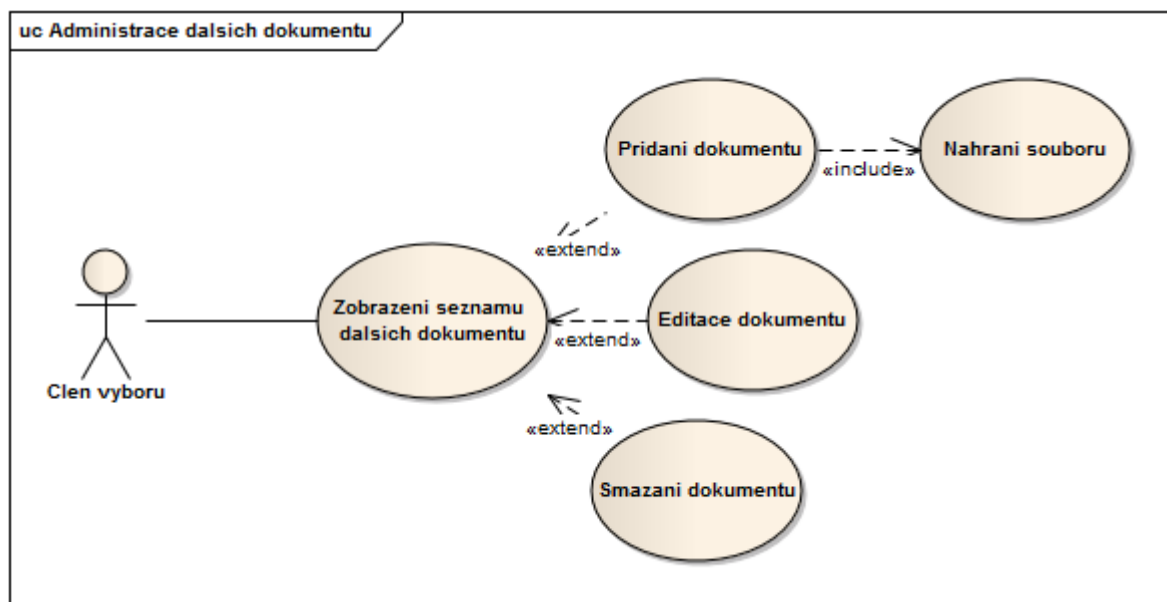 uc Administrace dalsich dokumentu
Pridani dokumentu
«include»
Nahrani souboru
«extend»
Clen vyboru
Zobrazeni seznamu
dalsich dokumentu
«extend»
Editace dokumentu
«extend»
Smazani dokumentu